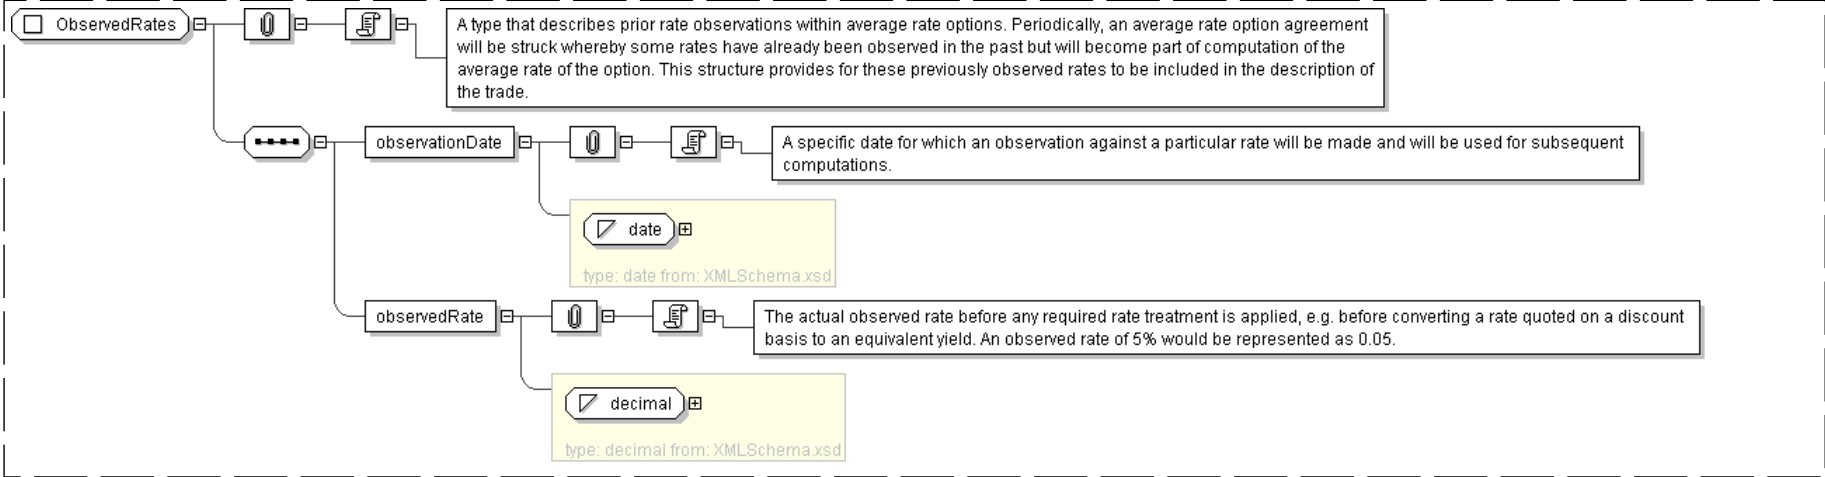 ObservedRates
A type that describes prior rate observations within average rate options. Periodically, an average rate option agreement
will be struck whereby some rates have already been observed in the past but will become part of computation of the
average rate of the option. This structure provides for these previously observed rates to be included in the description of
the trade.
observationDate
A specific date for which an observation against a particular rate will be made and will be used for subsequent
computations.
date
type: date from: XMLSchema.xsd
observedRate
The actual observed rate before any required rate treatment is applied, e.g. before converting a rate quoted on a discount
basis to an equivalent yield. An observed rate of 5% would be represented as 0.05.
decimal
type: decimal from: XMLSchema.xsd